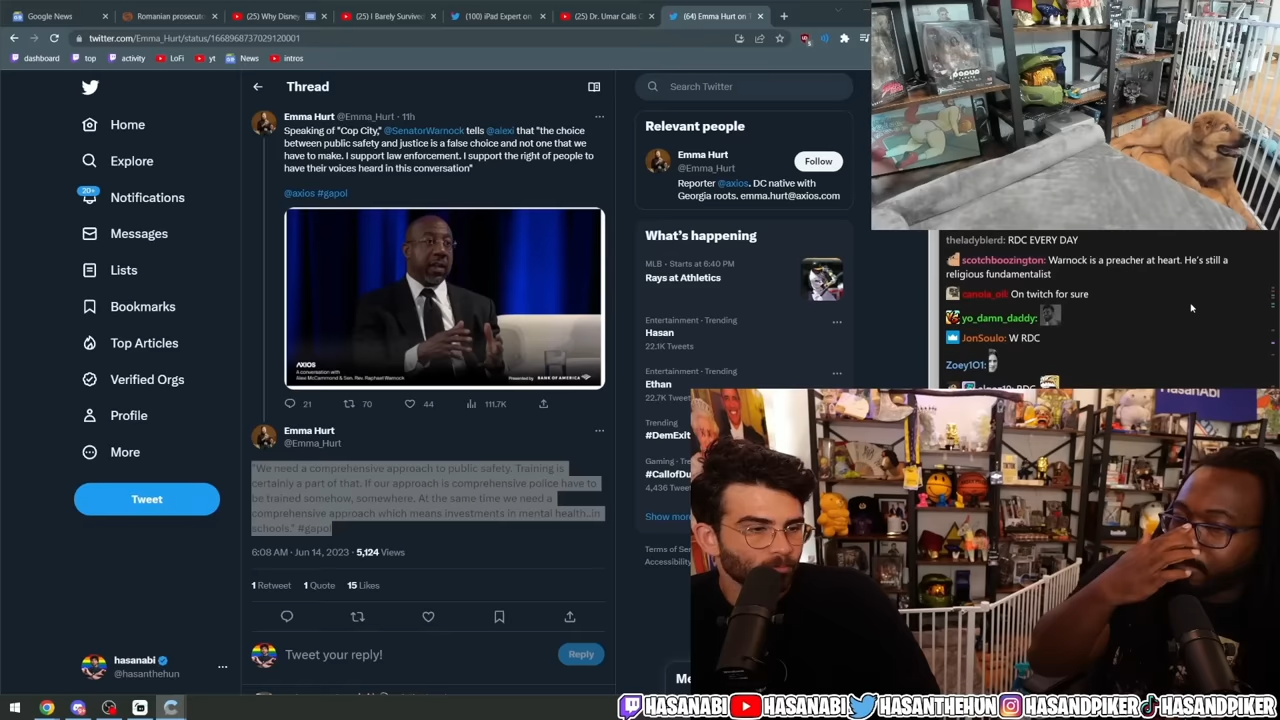 Google News
Romanian prosecuto
(25) Why Disney
(25) I Barely Survived
(100) iPad Expert on
(25) Dr. Umar Calls C
(64) Emma Hurt on T
twitter.com/Emma_Hurt/status/1668968737029120001
dashboard
top
activity
LoFi
yt
News
intros
Home
Explore
20+
Notifications
Messages
Lists
Bookmarks
Top Articles
Verified Orgs
Profile
More
Tweet
hasanabi
@hasanthehun
Thread
Emma Hurt @Emma_Hurt · 11h
Speaking of "Cop City," @SenatorWarnock tells @alexi that "the choice
between public safety and justice is a false choice and not one that we
have to make. I support law enforcement. I support the right of people to
have their voices heard in this conversation"
@axios #gapol
AXIOS
A conversation with
Alexi McCammond & Sen. Rev. Raphael Warnock
Presented by BANK OF AMERICA
21
70
44
111.7K
Emma Hurt
@Emma_Hurt
"We need a comprehensive approach to public safety. Training is
certainly a part of that. If our approach is comprehensive police have to
be trained somehow, somewhere. At the same time we need a
comprehensive approach which means investments in mental health..in
schools." #gapol
6:08 AM · Jun 14, 2023 · 5,124 Views
1 Retweet 1 Quote 15 Likes
Tweet your reply!
Reply
Search Twitter
Relevant people
Emma Hurt
@Emma_Hurt
Follow
Reporter @axios. DC native with
Georgia roots. emma.hurt@axios.com
What's happening
MLB · Starts at 6:40 PM
Rays at Athletics
Entertainment · Trending
Hasan
22.1K Tweets
Entertainment · Trending
Ethan
22.7K Tweets
Trending
#DemExit
Gaming · Tre
#CallofDu
4,436 Tweets
Show more
Terms of Ser
Accessibility
Me
theladyblerd: RDC EVERY DAY
scotchboozington: Warnock is a preacher at heart. He's still a
religious fundamentalist
canola_oil: On twitch for sure
yo_damn_daddy:
JonSoulo: W RDC
Zoey1O1:
HasanAbi
HASANABI
HASANABI
HASANTHEHUN
HASANDPIKER
HASANDPIKER